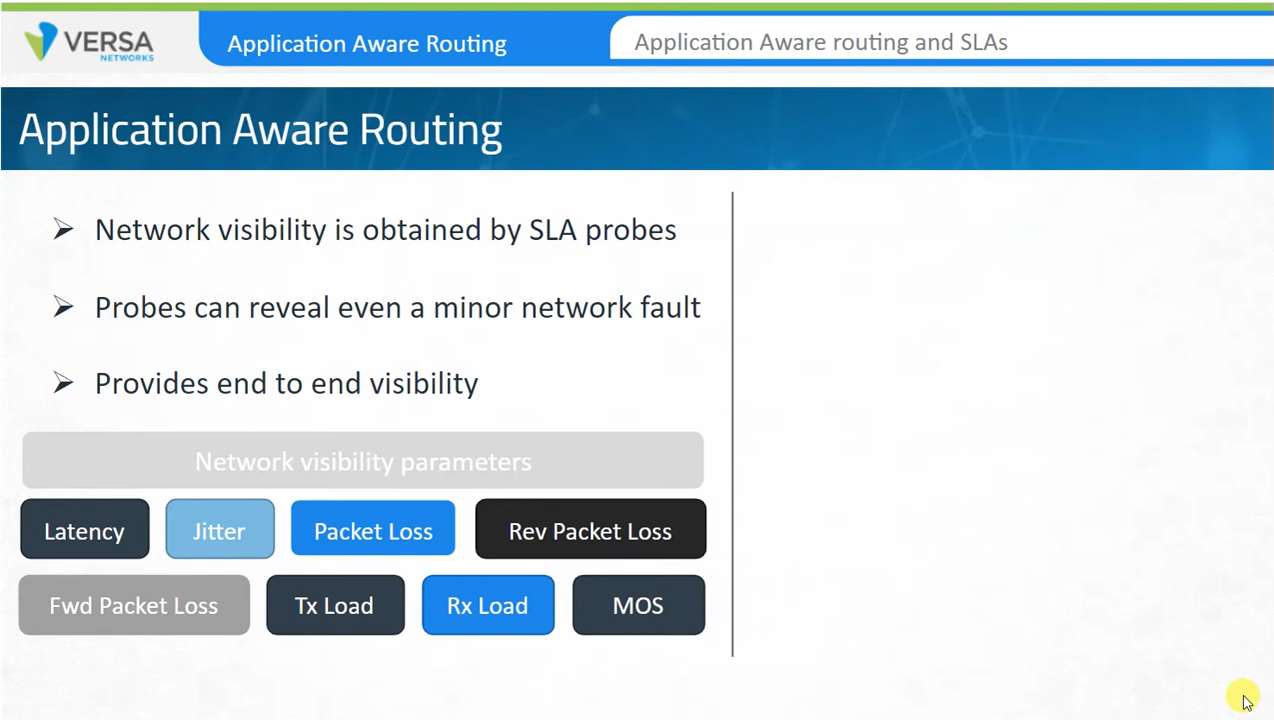 VERSA
NETWORKS
Application Aware Routing
Application Aware routing and SLAs
Application Aware Routing
Network visibility is obtained by SLA probes
Probes can reveal even a minor network fault
Provides end to end visibility
Network visibility parameters
Latency
Jitter
Packet Loss
Rev Packet Loss
Fwd Packet Loss
Tx Load
Rx Load
MOS